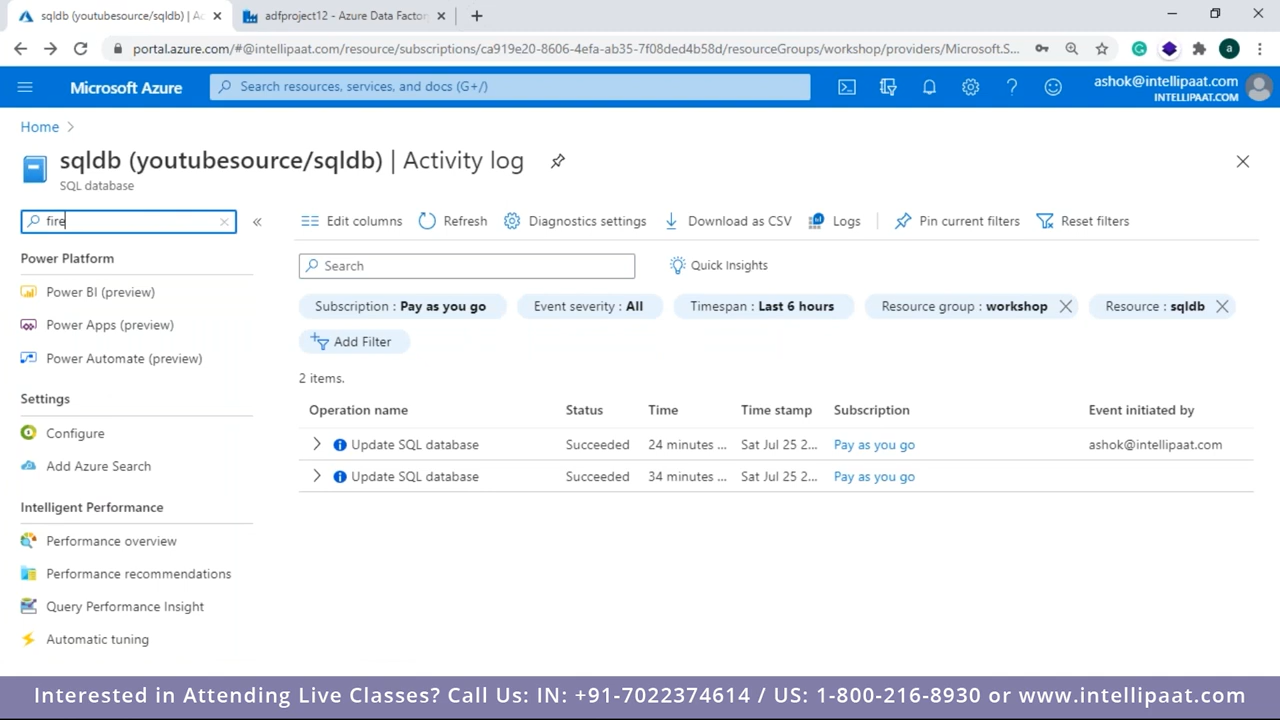 sqldb (youtubesource/sqldb) | A
adfproject12 - Azure Data Factor
portal.azure.com/#@intellipaat.com/resource/subscriptions/ca919e20-8606-4efa-ab35-7f08ded4b58d/resourceGroups/workshop/providers/Microsoft.S...
a
Microsoft Azure
Search resources, services, and docs (G+/)
ashok@intellipaat.com
INTELLIPAAT.COM
Home
sqldb (youtubesource/sqldb) | Activity log
SQL database
fire
Edit columns
Refresh
Diagnostics settings
Download as CSV
Logs
Pin current filters
Reset filters
Power Platform
Power BI (preview)
Power Apps (preview)
Power Automate (preview)
Settings
Configure
Add Azure Search
Intelligent Performance
Performance overview
Performance recommendations
Query Performance Insight
Automatic tuning
Search
Quick Insights
Subscription : Pay as you go
Event severity : All
Timespan : Last 6 hours
Resource group : workshop
Resource : sqldb
Add Filter
2 items.
Operation name Status Time Time stamp Subscription Event initiated by
Update SQL database Succeeded 24 minutes ... Sat Jul 25 2... Pay as you go ashok@intellipaat.com
Update SQL database Succeeded 34 minutes ... Sat Jul 25 2... Pay as you go
Interested in Attending Live Classes? Call Us: IN: +91-7022374614 / US: 1-800-216-8930 or www.intellipaat.com